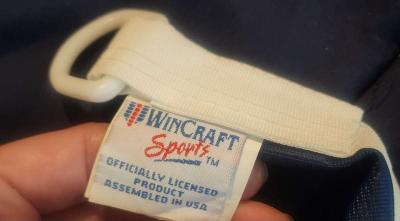 WINCRAFT
Sports™
OFFICIALLY LICENSED
PRODUCT
ASSEMBLED IN USA